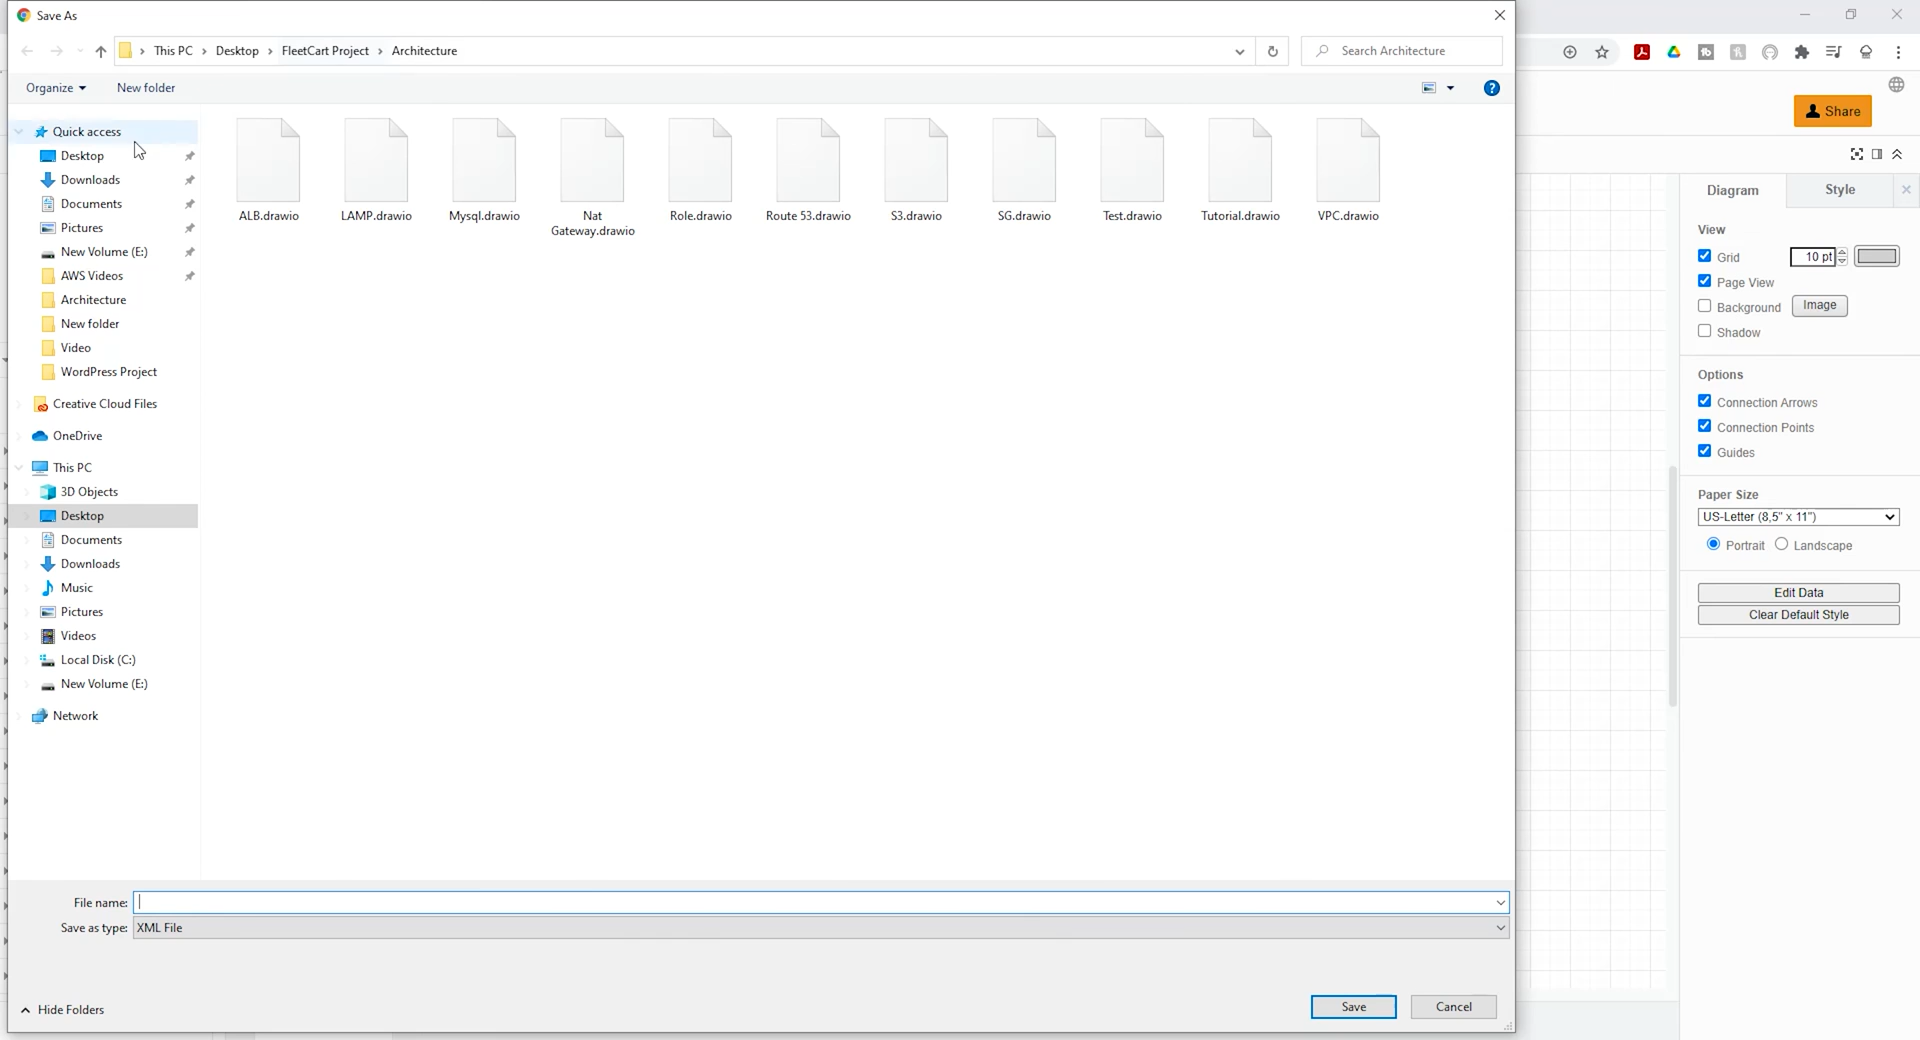 Save As
This PC > Desktop > FleetCart Project > Architecture
Search Architecture
Organize
New folder
Share
Quick access
Desktop
Downloads
Documents
Pictures
New Volume (E:)
AWS Videos
Architecture
New folder
Video
WordPress Project
Creative Cloud Files
OneDrive
This PC
3D Objects
Desktop
Documents
Downloads
Music
Pictures
Videos
Local Disk (C:)
New Volume (E:)
Network
ALB.drawio
LAMP.drawio
Mysql.drawio
Nat
Gateway.drawio
Role.drawio
Route 53.drawio
S3.drawio
SG.drawio
Test.drawio
Tutorial.drawio
VPC.drawio
File name:
Save as type: XML File
Hide Folders
Save
Cancel
Diagram
Style
View
Grid
10 pt
Page View
Background
Image
Shadow
Options
Connection Arrows
Connection Points
Guides
Paper Size
US-Letter (8,5" x 11")
Portrait
Landscape
Edit Data
Clear Default Style